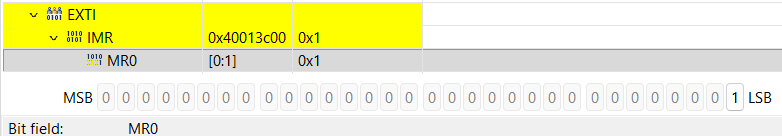 EXTI
IMR 0x40013c00 0x1
MR0 [0:1] 0x1
MSB 0 0 0 0 0 0 0 0 0 0 0 0 0 0 0 0 0 0 0 0 0 0 0 0 0 0 0 0 0 0 0 1 LSB
Bit field: MR0